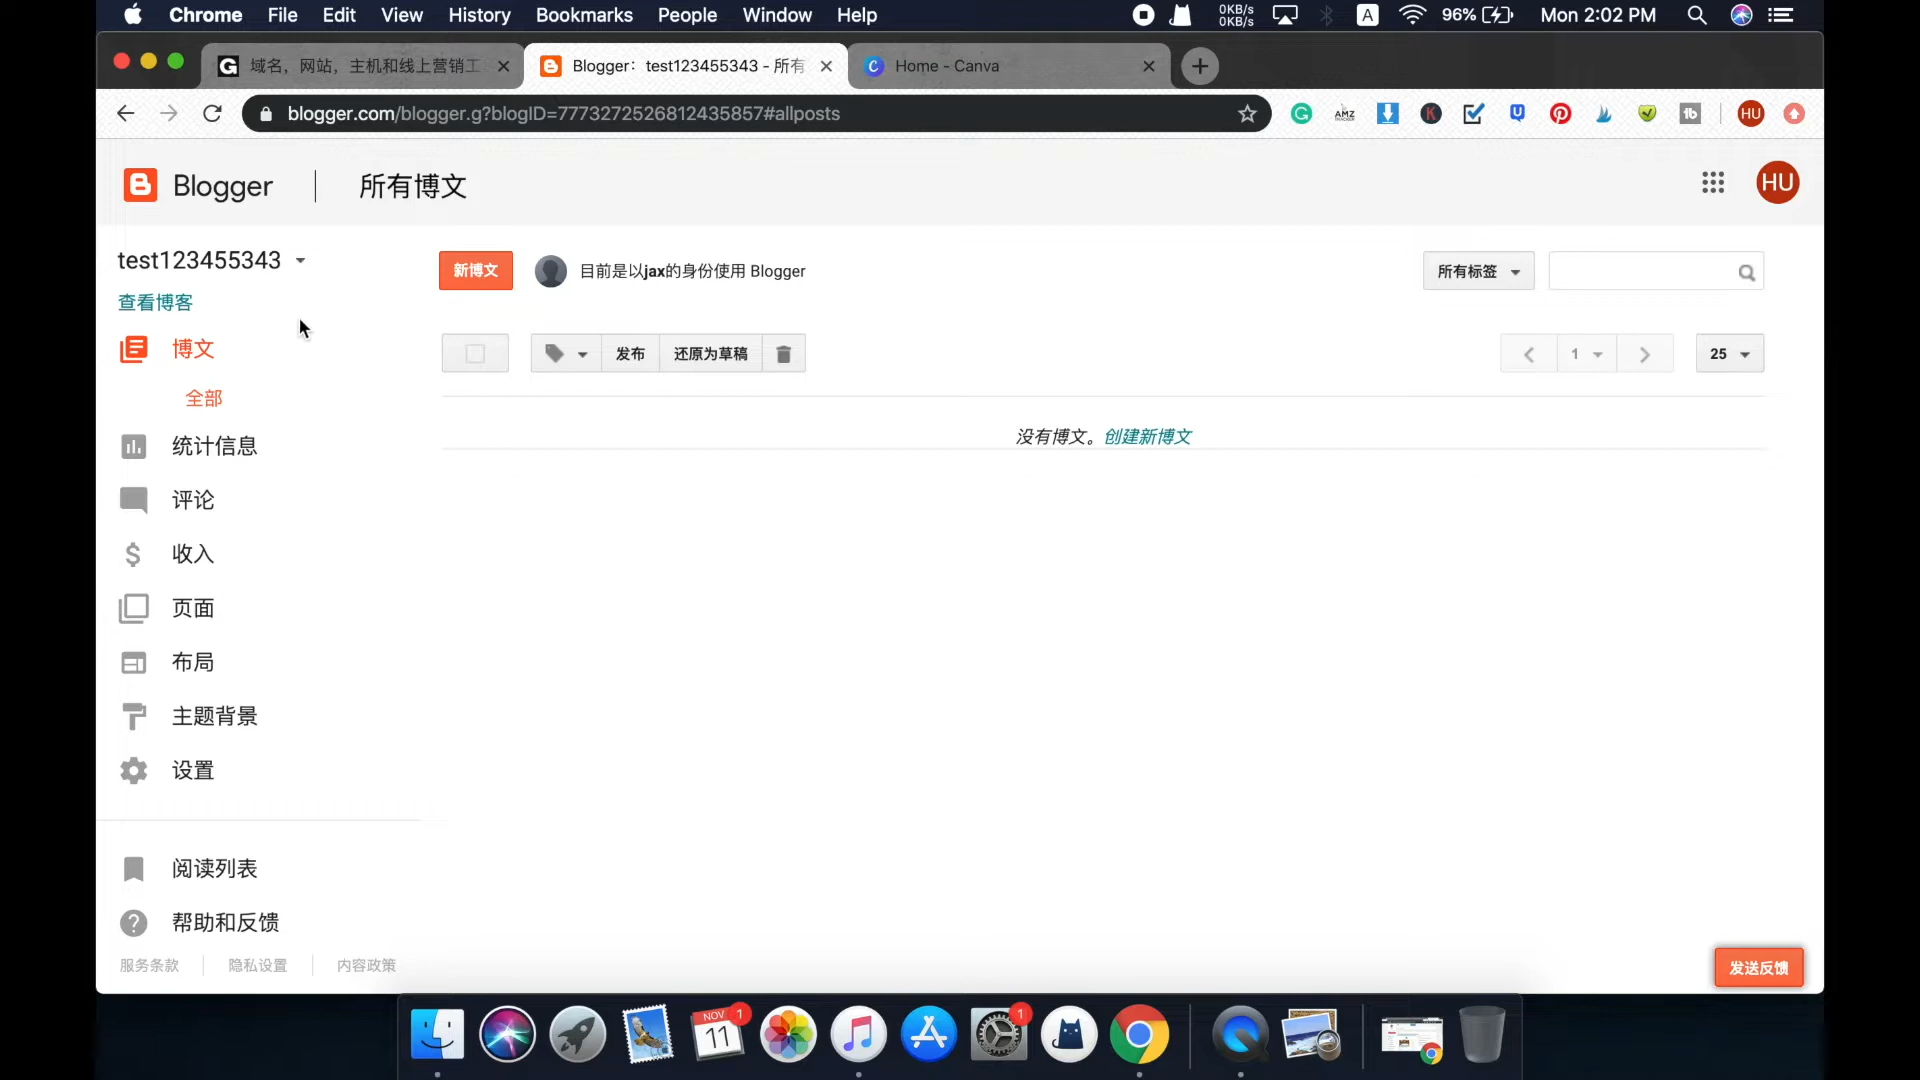 Chrome File Edit View History Bookmarks People Window Help 0KB/s 0KB/s A 96% Mon 2:02 PM
域名，网站，主机和线上营销工 Blogger：test123455343 - 所有 Home - Canva
blogger.com/blogger.g?blogID=7773272526812435857#allposts HU
Blogger 所有博文 HU
test123455343
新博文 目前是以jax的身份使用 Blogger 所有标签
查看博客
博文
发布 还原为草稿 1 25
全部
没有博文。创建新博文
统计信息
评论
收入
页面
布局
主题背景
设置
阅读列表
帮助和反馈
服务条款 隐私设置 内容政策
发送反馈
NOV 11 1 1